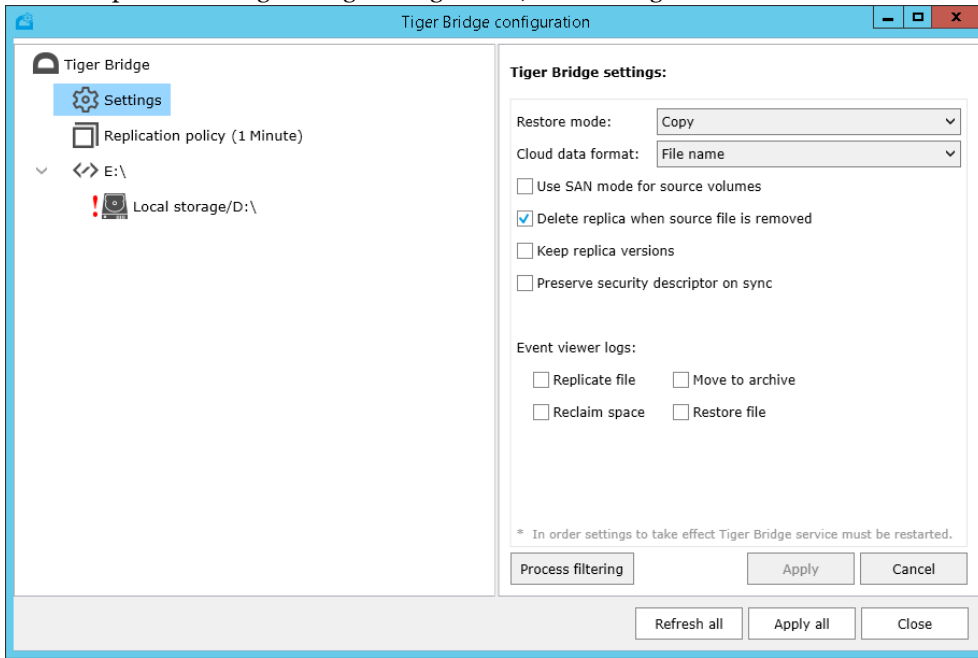 Tiger Bridge configuration
Tiger Bridge
Settings
Replication policy (1 Minute)
E:\
Local storage/D:\
Tiger Bridge settings:
Restore mode: Copy
Cloud data format: File name
Use SAN mode for source volumes
Delete replica when source file is removed
Keep replica versions
Preserve security descriptor on sync
Event viewer logs:
Replicate file Move to archive
Reclaim space Restore file
* In order settings to take effect Tiger Bridge service must be restarted.
Process filtering Apply Cancel
Refresh all Apply all Close